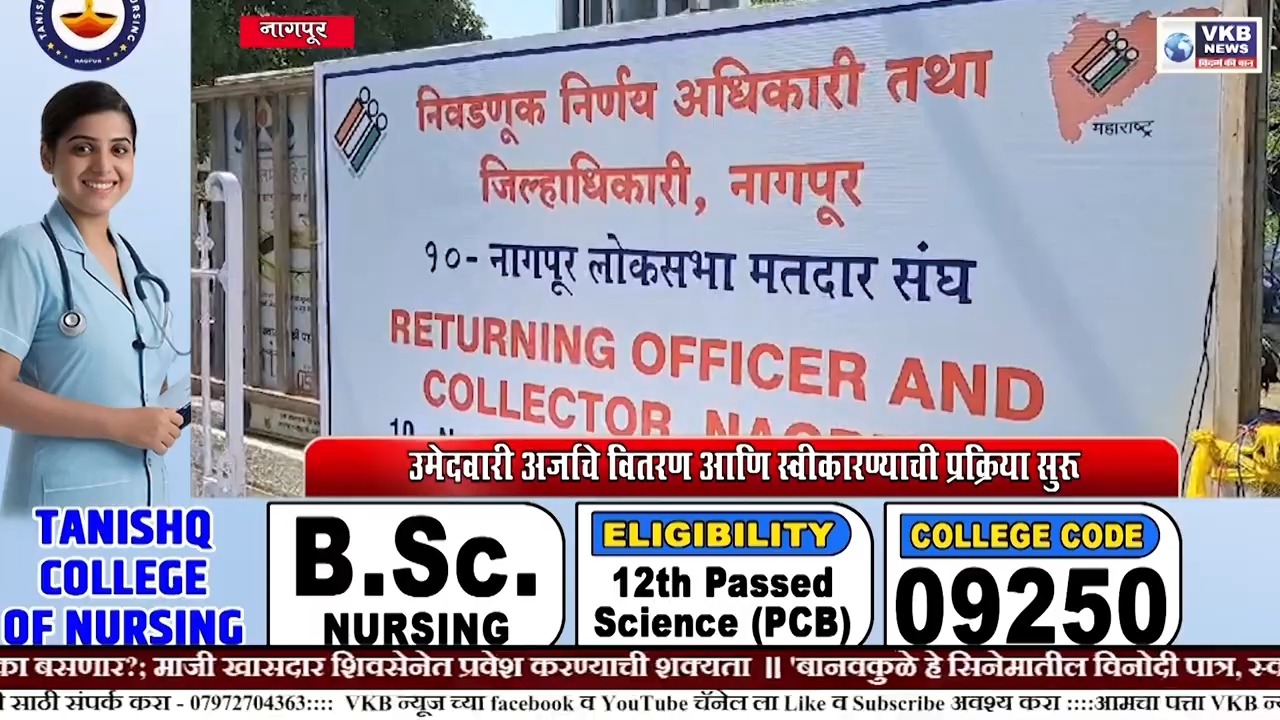 नागपूर
VKB
NEWS
विदर्भ की बात
NAGPUR
निवडणूक निर्णय अधिकारी तथा
जिल्हाधिकारी, नागपूर
महाराष्ट्र
१०- नागपूर लोकसभा मतदार संघ
RETURNING OFFICER AND
COLLECTOR,
उमेदवारी अर्जाचे वितरण आणि स्वीकारण्याची प्रक्रिया सुरू
TANISHQ
COLLEGE
OF NURSING
B.Sc.
NURSING
ELIGIBILITY
12th Passed
Science (PCB)
COLLEGE CODE
09250
का बसणार?; माजी खासदार शिवसेनेत प्रवेश करण्याची शक्यता || 'बानवकुळे हे सिनेमातील विनोदी पात्र,
साठी संपर्क करा - 07972704363:::: VKB न्यूज च्या facebook व YouTube चॅनेल ला Like व Subscribe अवश्य करा ::::आमचा पत्ता VKB